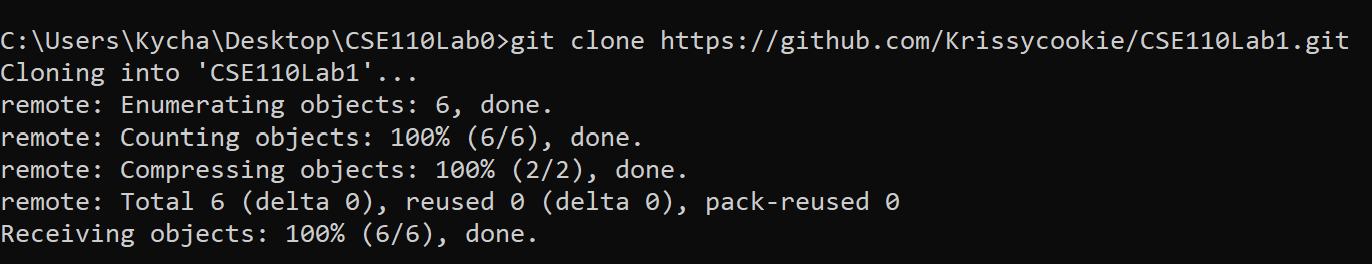 C:\Users\Kycha\Desktop\CSE110Lab0>git clone https://github.com/Krissycookie/CSE110Lab1.git
Cloning into 'CSE110Lab1'...
remote: Enumerating objects: 6, done.
remote: Counting objects: 100% (6/6), done.
remote: Compressing objects: 100% (2/2), done.
remote: Total 6 (delta 0), reused 0 (delta 0), pack-reused 0
Receiving objects: 100% (6/6), done.